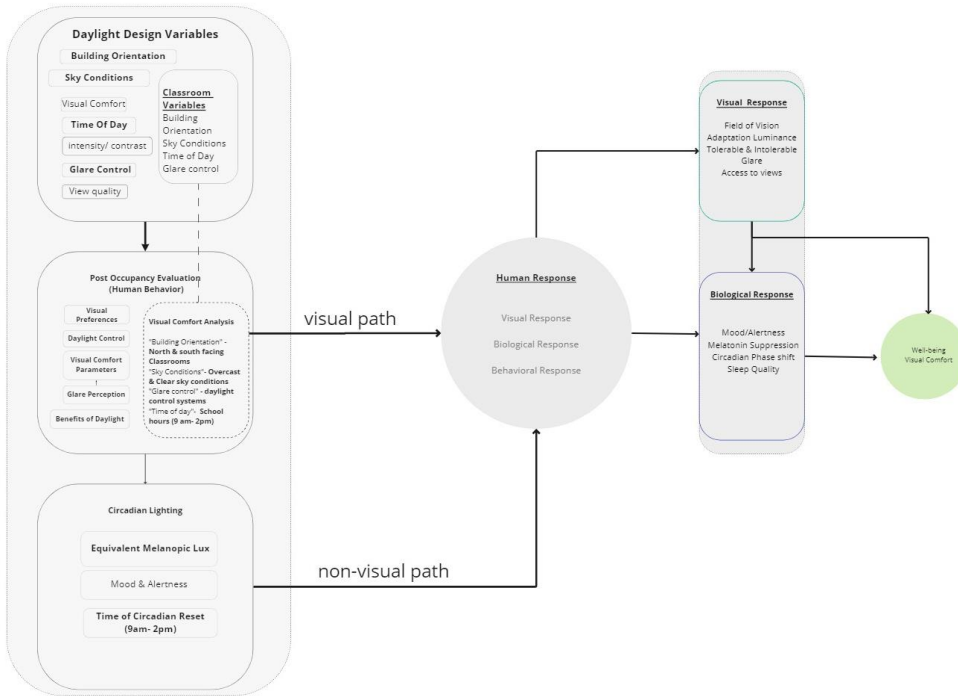 Daylight Design Variables
Building Orientation
Sky Conditions
Visual Comfort
Time Of Day
intensity/ contrast
Glare Control
View quality
Classroom
Variables
Building
Orientation
Sky Conditions
Time of Day
Glare control
Post Occupancy Evaluation
(Human Behavior)
Visual
Preferences
Daylight Control
Visual Comfort
Parameters
Glare Perception
Benefits of Daylight
Visual Comfort Analysis
"Building Orientation" -
North & south facing
Classrooms
"Sky Conditions"- Overcast
& Clear sky conditions
"Glare control" - daylight
control systems
"Time of day"- School
hours (9 am- 2pm)
Circadian Lighting
Equivalent Melanopic Lux
Mood & Alertness
Time of Circadian Reset
(9am- 2pm)
visual path
non-visual path
Human Response
Visual Response
Biological Response
Behavioral Response
Visual Response
Field of Vision
Adaptation Luminance
Tolerable & Intolerable
Glare
Access to views
Biological Response
Mood/Alertness
Melatonin Suppression
Circadian Phase shift
Sleep Quality
Well-being
Visual Comfort